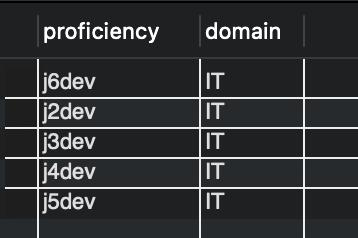 proficiency domain
j6dev IT
j2dev IT
j3dev IT
j4dev IT
j5dev IT